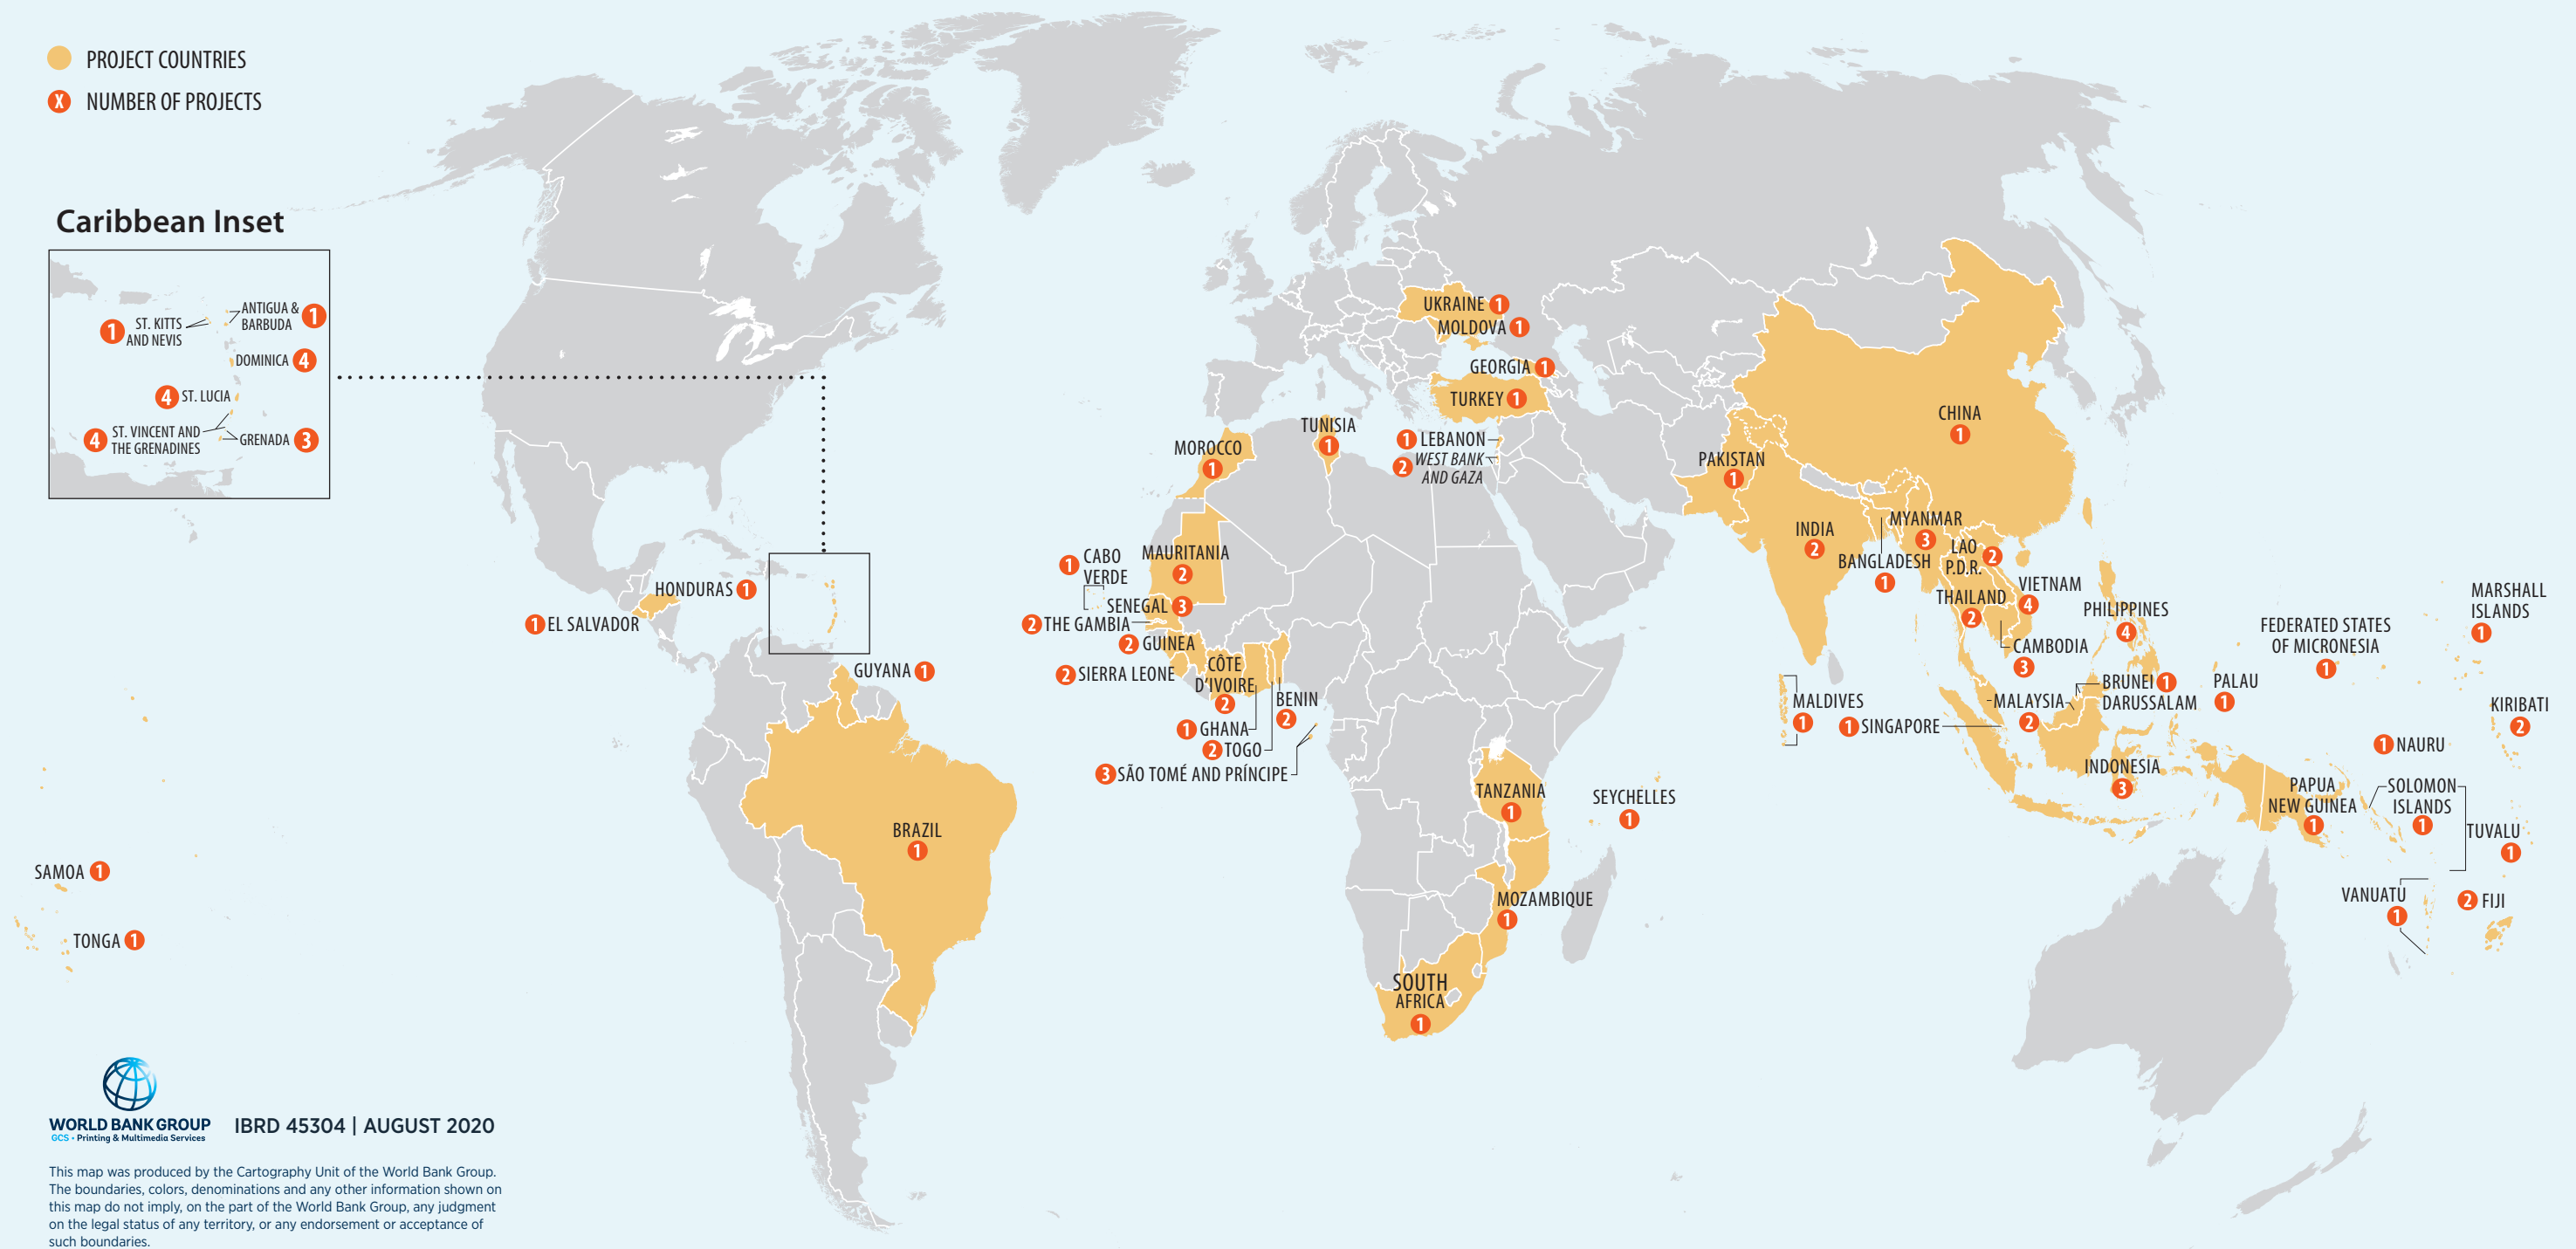 PROJECT COUNTRIES
X NUMBER OF PROJECTS
Caribbean Inset
ANTIGUA &
BARBUDA 1
1 ST. KITTS
AND NEVIS
DOMINICA 4
4 ST. LUCIA
4 ST. VINCENT AND
THE GRENADINES
GRENADA 3
HONDURAS 1
1 EL SALVADOR
GUYANA 1
BRAZIL
1
SAMOA 1
TONGA 1
UKRAINE 1
MOLDOVA 1
GEORGIA 1
TURKEY 1
TUNISIA
1
MOROCCO
1
1 LEBANON
2 WEST BANK
AND GAZA
1 CABO
VERDE
MAURITANIA
2
SENEGAL 3
2 THE GAMBIA
2 GUINEA
2 SIERRA LEONE
CÔTE
D'IVOIRE
2
BENIN
2
1 GHANA
2 TOGO
3 SÃO TOMÉ AND PRÍNCIPE
TANZANIA
1
SEYCHELLES
1
MOZAMBIQUE
1
SOUTH
AFRICA
1
CHINA
1
PAKISTAN
1
INDIA
2
MYANMAR
3
BANGLADESH
1
LAO
P.D.R. 2
VIETNAM
4
THAILAND
2
PHILIPPINES
4
CAMBODIA
3
MALDIVES
1
1 SINGAPORE
MALAYSIA
2
BRUNEI 1
DARUSSALAM
PALAU
1
FEDERATED STATES
OF MICRONESIA
1
MARSHALL
ISLANDS
1
KIRIBATI
2
1 NAURU
INDONESIA
3
PAPUA
NEW GUINEA
1
SOLOMON
ISLANDS
1
TUVALU
1
VANUATU
1
2 FIJI
WORLD BANK GROUP
GCS • Printing & Multimedia Services
IBRD 45304 | AUGUST 2020
This map was produced by the Cartography Unit of the World Bank Group.
The boundaries, colors, denominations and any other information shown on
this map do not imply, on the part of the World Bank Group, any judgment
on the legal status of any territory, or any endorsement or acceptance of
such boundaries.